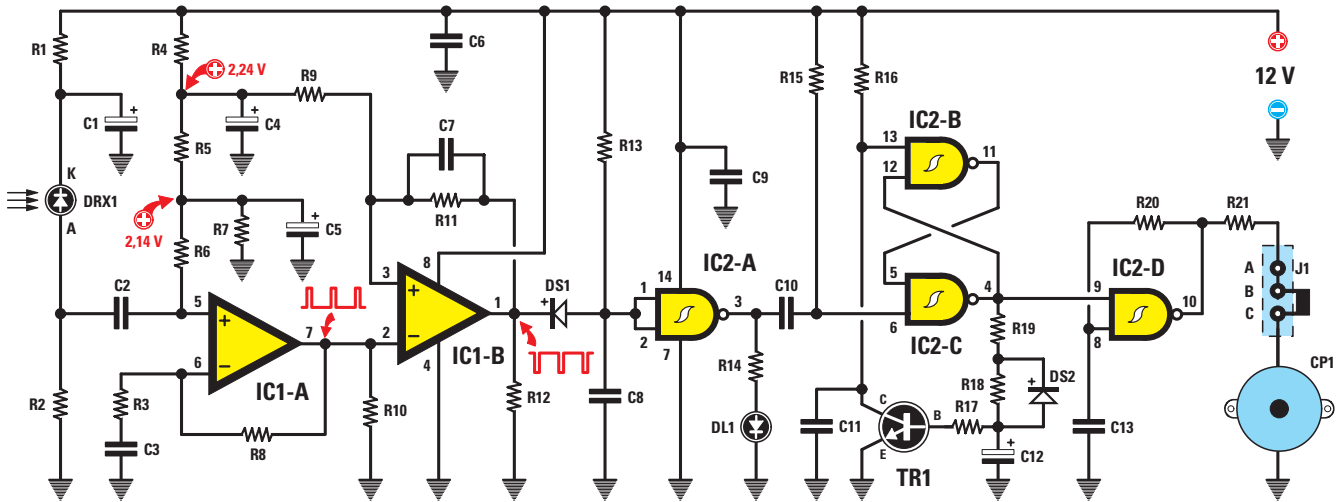 R1
R4
2,24 V
R9
C6
R15
R16
12 V
C1
+
C4
+
R5
C7
R13
R11
C9
IC2-B
13
12
11
K
DRX1
A
2,14 V
R6
R7
C5
+
3
8
+
IC2-A
14
1
2
3
7
C10
5
6
4
IC2-C
R20
R21
IC2-D
9
8
10
A
B
C
J1
C2
5
+
7
6
−
IC1-A
2
−
1
4
IC1-B
DS1
+
R19
R18
DS2
+
CP1
R2
R3
C3
R8
R10
R12
C8
R14
DL1
C11
C
B
E
TR1
R17
C12
+
C13